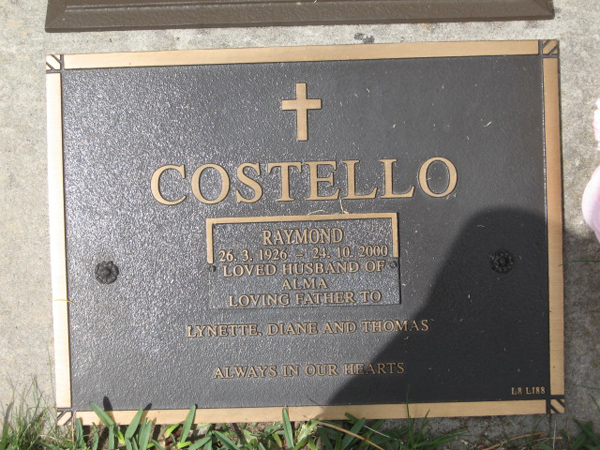 COSTELLO
RAYMOND
26. 3. 1926. – 24. 10. 2000
LOVED HUSBAND OF
ALMA
LOVING FATHER TO
LYNETTE, DIANE AND THOMAS
ALWAYS IN OUR HEARTS
L8 L188